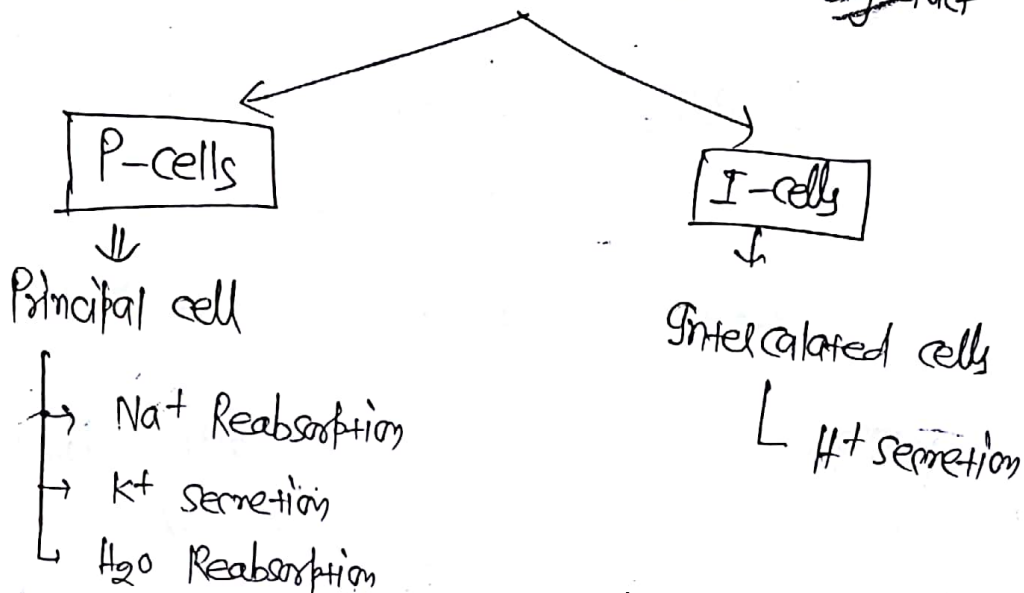 P-cells
I-cells
Principal cell
Intercalated cells
Na+ Reabsorption
H+ secretion
K+ secretion
H2O Reabsorption